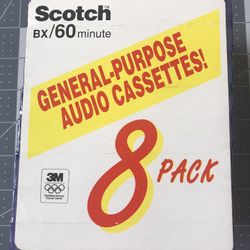 Scotch
BX/60 minute
GENERAL-PURPOSE
AUDIO CASSETTES!
8 PACK
3M